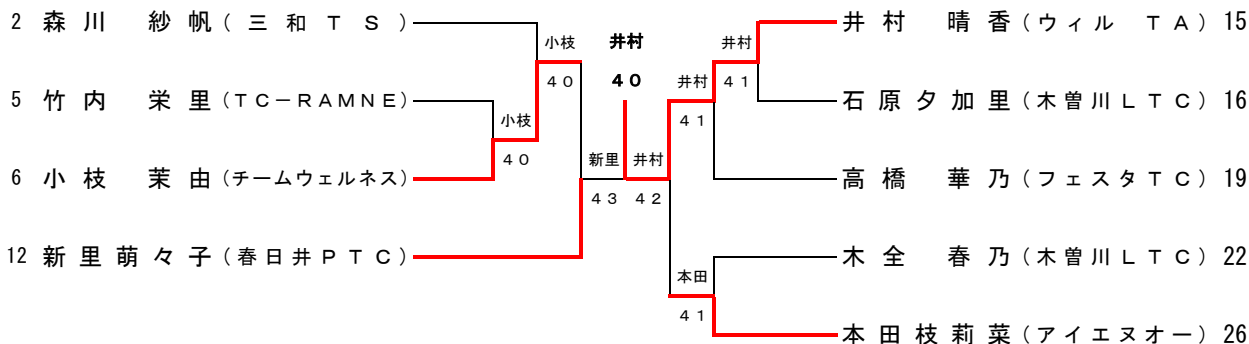 2 森川 紗帆(三和TS)
小枝
40
5 竹内 栄里(TC-RAMNE)
小枝
40
6 小枝 茉由(チームウェルネス)
新里
43
12 新里萌々子(春日井PTC)
井村
40
井村
42
井村 晴香(ウィル TA) 15
井村
41
石原夕加里(木曽川LTC) 16
井村
41
高橋 華乃(フェスタTC) 19
木全 春乃(木曽川LTC) 22
本田
41
本田枝莉菜(アイエヌオー) 26